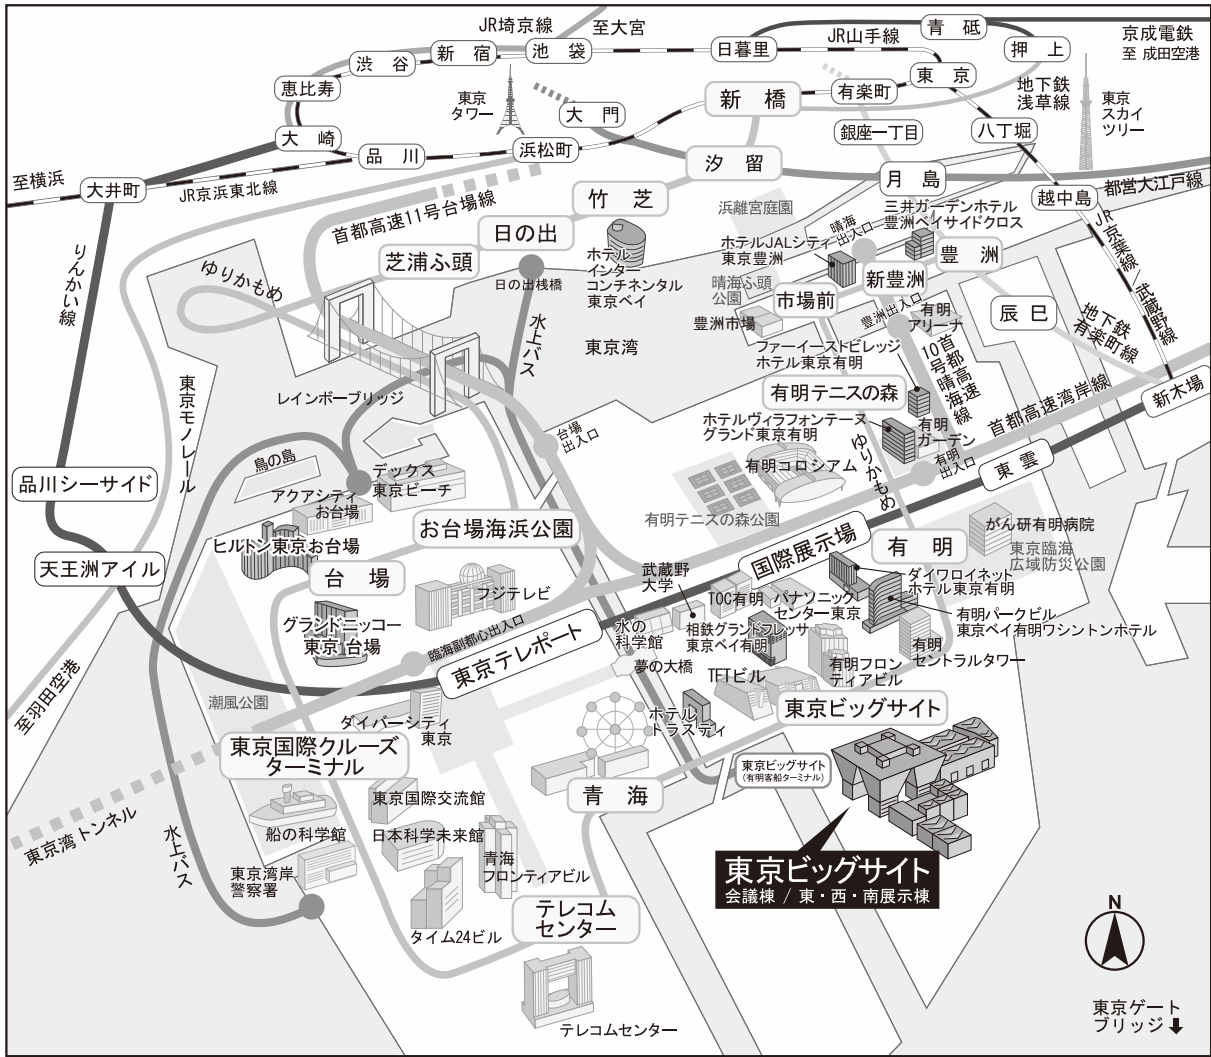 JR埼京線
至大宮
青砥
京成電鉄
至 成田空港
新宿
池袋
日暮里
JR山手線
押上
渋谷
恵比寿
東京
タワー
大門
新橋
有楽町
東京
地下鉄
浅草線
東京
スカイ
ツリー
大崎
品川
浜松町
汐留
銀座一丁目
八丁堀
至横浜
大井町
JR京浜東北線
月島
都営大江戸線
越中島
首都高速11号台場線
竹芝
浜離宮庭園
三井ガーデンホテル
豊洲ベイサイドクロス
晴海
出入口
りんかい線
ゆりかもめ
芝浦ふ頭
日の出
日の出桟橋
ホテル
インター
コンチネンタル
東京ベイ
ホテルJALシティ
東京豊洲
豊洲
新豊洲
JR京葉線／武蔵野線
晴海ふ頭
公園
市場前
豊洲市場
豊洲出入口
有明
アリーナ
辰巳
地下鉄
有楽町線
水上バス
東京湾
ファーイーストビレッジ
ホテル東京有明
首都高速
10号晴海線
首都高速湾岸線
新木場
東京モノレール
レインボーブリッジ
有明テニスの森
ホテルヴィラフォンテーヌ
グランド東京有明
有明
ガーデン
有明
出入口
台場
出入口
ゆりかもめ
東雲
鳥の島
デックス
東京ビーチ
有明コロシアム
品川シーサイド
アクアシティ
お台場
お台場海浜公園
有明テニスの森公園
国際展示場
有明
がん研有明病院
東京臨海
広域防災公園
ヒルトン東京お台場
天王洲アイル
台場
フジテレビ
武蔵野
大学
TOC有明
パナソニック
センター東京
ダイワロイネット
ホテル東京有明
有明パークビル
東京ベイ有明ワシントンホテル
グランドニッコー
東京 台場
臨海副都心出入口
東京テレポート
水の
科学館
相鉄グランドフレッサ
東京ベイ有明
夢の大橋
TFTビル
有明フロン
ティアビル
有明
セントラルタワー
至羽田空港
潮風公園
ダイバーシティ
東京
ホテル
トラスティ
東京ビッグサイト
東京国際クルーズ
ターミナル
東京ビッグサイト
(有明客船ターミナル)
青海
東京国際交流館
東京湾トンネル
水上バス
船の科学館
日本科学未来館
青海
フロンティアビル
東京湾岸
警察署
東京ビッグサイト
会議棟 / 東・西・南展示棟
テレコム
センター
タイム24ビル
テレコムセンター
N
東京ゲート
ブリッジ